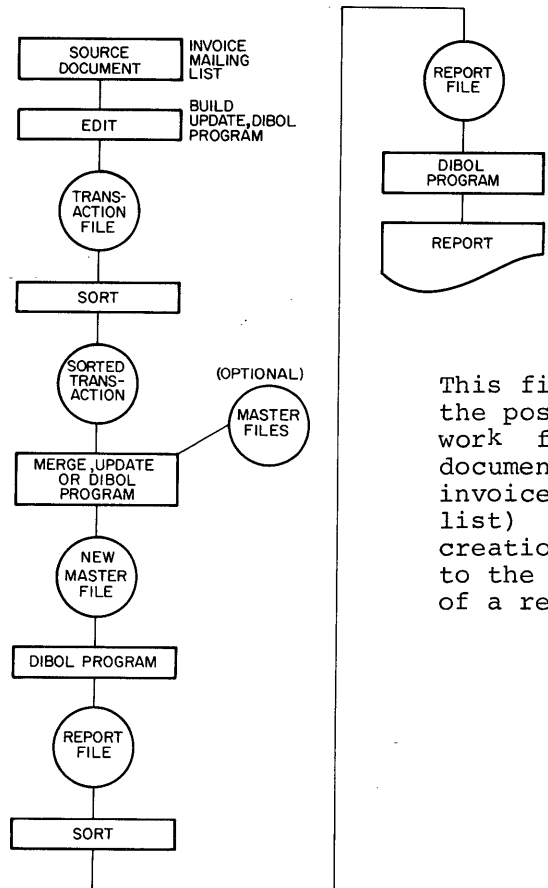 SOURCE
DOCUMENT
INVOICE
MAILING
LIST
EDIT
BUILD
UPDATE,DIBOL
PROGRAM
TRANS-
ACTION
FILE
SORT
SORTED
TRANS-
ACTION
(OPTIONAL)
MASTER
FILES
MERGE,UPDATE
OR DIBOL
PROGRAM
NEW
MASTER
FILE
DIBOL PROGRAM
REPORT
FILE
SORT
REPORT
FILE
DIBOL
PROGRAM
REPORT
This fi
the pos
work f
document
invoice
list)
creation
to the
of a re